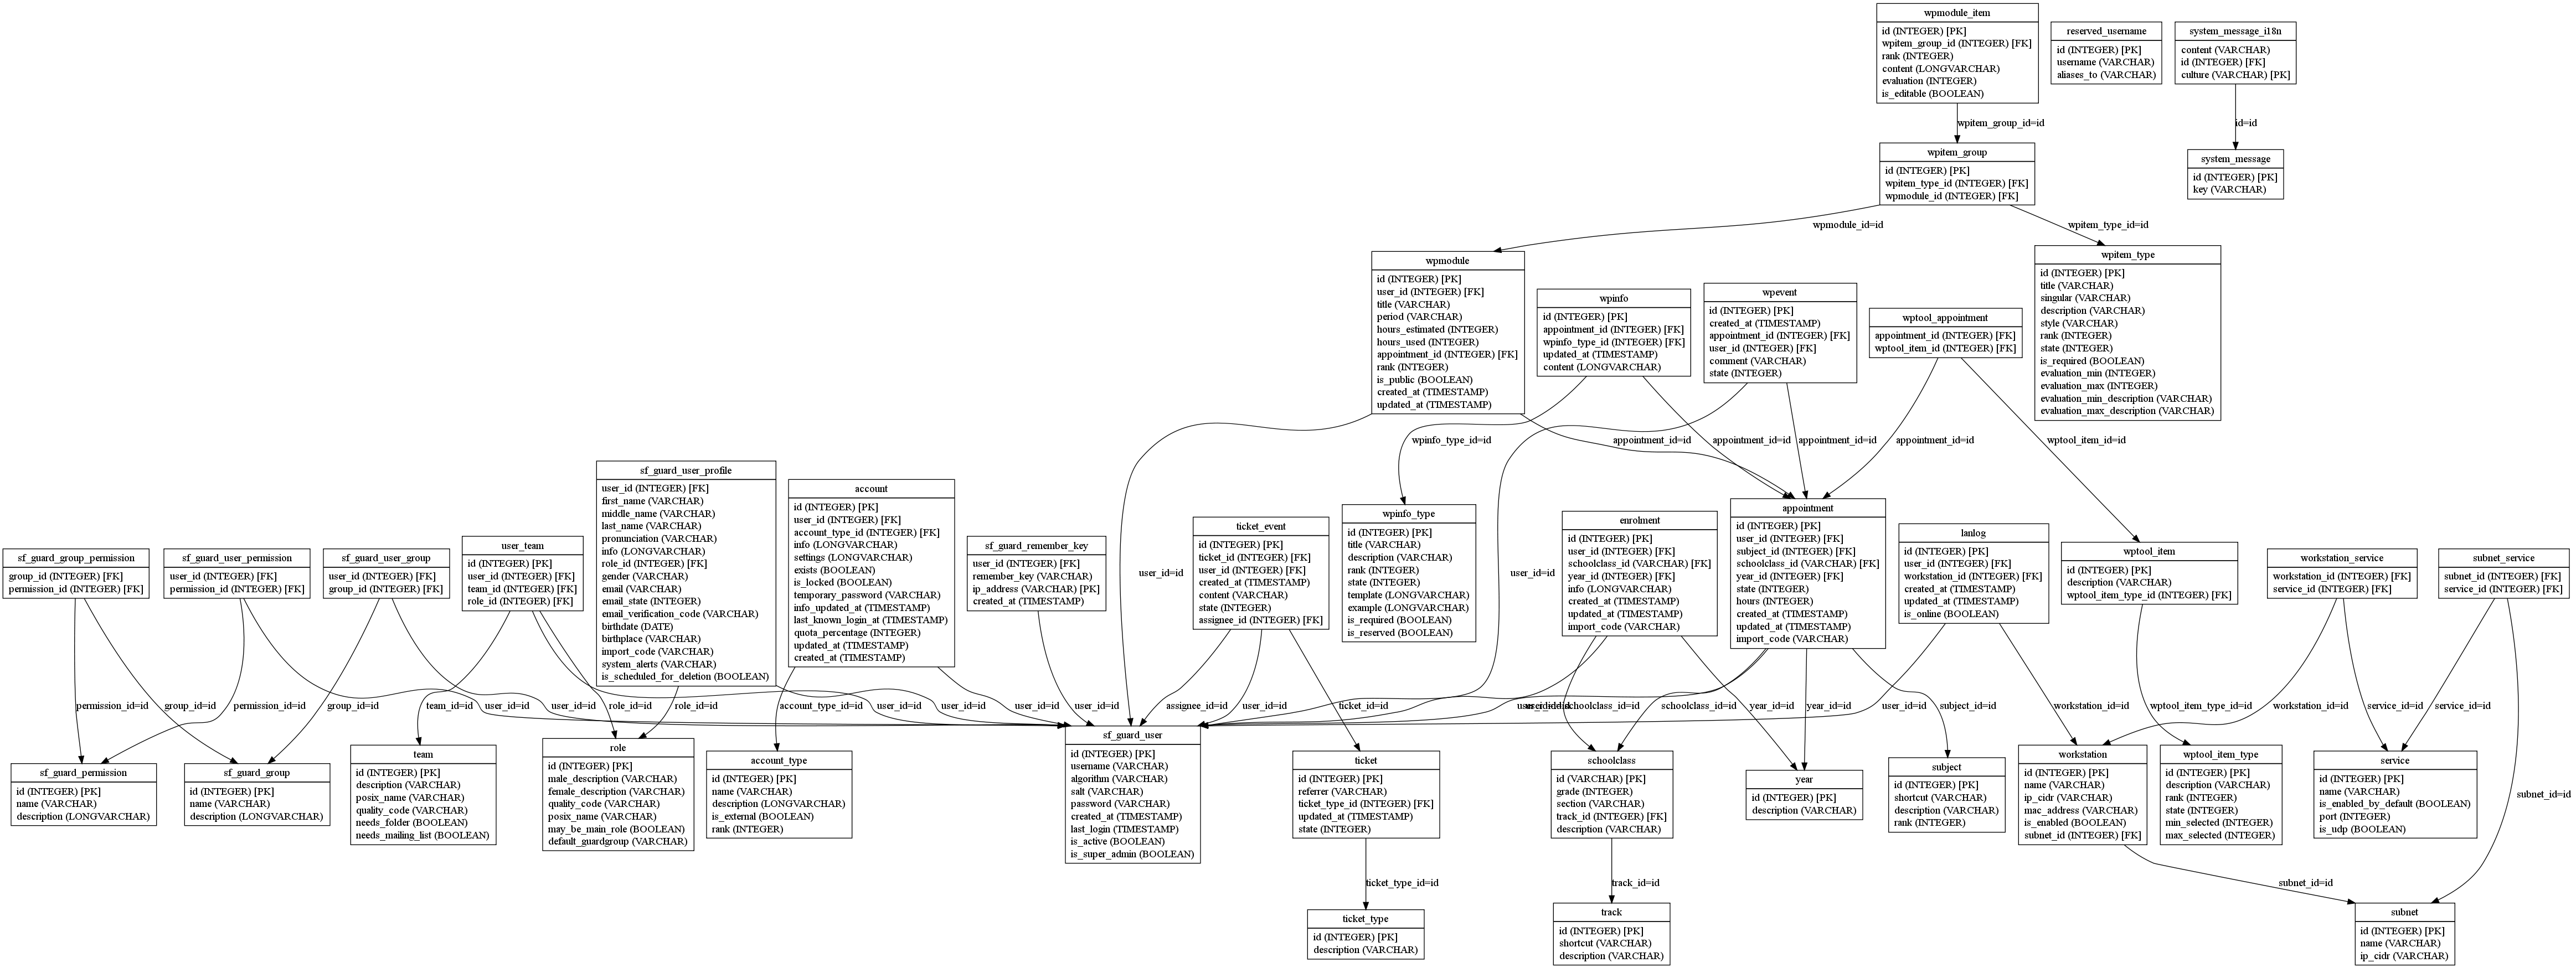 wpmodule_item
id (INTEGER) [PK]
wpitem_group_id (INTEGER) [FK]
rank (INTEGER)
content (LONGVARCHAR)
evaluation (INTEGER)
is_editable (BOOLEAN)
reserved_username
id (INTEGER) [PK]
username (VARCHAR)
aliases_to (VARCHAR)
system_message_i18n
content (VARCHAR)
id (INTEGER) [FK]
culture (VARCHAR) [PK]
wpitem_group_id=id
id=id
wpitem_group
id (INTEGER) [PK]
wpitem_type_id (INTEGER) [FK]
wpmodule_id (INTEGER) [FK]
system_message
id (INTEGER) [PK]
key (VARCHAR)
wpmodule_id=id
wpitem_type_id=id
wpmodule
id (INTEGER) [PK]
user_id (INTEGER) [FK]
title (VARCHAR)
period (VARCHAR)
hours_estimated (INTEGER)
hours_used (INTEGER)
appointment_id (INTEGER) [FK]
rank (INTEGER)
is_public (BOOLEAN)
created_at (TIMESTAMP)
updated_at (TIMESTAMP)
wpinfo
id (INTEGER) [PK]
appointment_id (INTEGER) [FK]
wpinfo_type_id (INTEGER) [FK]
updated_at (TIMESTAMP)
content (LONGVARCHAR)
wpevent
id (INTEGER) [PK]
created_at (TIMESTAMP)
appointment_id (INTEGER) [FK]
user_id (INTEGER) [FK]
comment (VARCHAR)
state (INTEGER)
wptool_appointment
appointment_id (INTEGER) [FK]
wptool_item_id (INTEGER) [FK]
wpitem_type
id (INTEGER) [PK]
title (VARCHAR)
singular (VARCHAR)
description (VARCHAR)
style (VARCHAR)
rank (INTEGER)
state (INTEGER)
is_required (BOOLEAN)
evaluation_min (INTEGER)
evaluation_max (INTEGER)
evaluation_min_description (VARCHAR)
evaluation_max_description (VARCHAR)
wpinfo_type_id=id
appointment_id=id
appointment_id=id
appointment_id=id
appointment_id=id
wptool_item_id=id
sf_guard_group_permission
group_id (INTEGER) [FK]
permission_id (INTEGER) [FK]
sf_guard_user_permission
user_id (INTEGER) [FK]
permission_id (INTEGER) [FK]
sf_guard_user_group
user_id (INTEGER) [FK]
group_id (INTEGER) [FK]
user_team
id (INTEGER) [PK]
user_id (INTEGER) [FK]
team_id (INTEGER) [FK]
role_id (INTEGER) [FK]
sf_guard_user_profile
user_id (INTEGER) [FK]
first_name (VARCHAR)
middle_name (VARCHAR)
last_name (VARCHAR)
pronunciation (VARCHAR)
info (LONGVARCHAR)
role_id (INTEGER) [FK]
gender (VARCHAR)
email (VARCHAR)
email_state (INTEGER)
email_verification_code (VARCHAR)
birthdate (DATE)
birthplace (VARCHAR)
import_code (VARCHAR)
system_alerts (VARCHAR)
is_scheduled_for_deletion (BOOLEAN)
account
id (INTEGER) [PK]
user_id (INTEGER) [FK]
account_type_id (INTEGER) [FK]
info (LONGVARCHAR)
settings (LONGVARCHAR)
exists (BOOLEAN)
is_locked (BOOLEAN)
temporary_password (VARCHAR)
info_updated_at (TIMESTAMP)
last_known_login_at (TIMESTAMP)
quota_percentage (INTEGER)
updated_at (TIMESTAMP)
created_at (TIMESTAMP)
sf_guard_remember_key
user_id (INTEGER) [FK]
remember_key (VARCHAR)
ip_address (VARCHAR) [PK]
created_at (TIMESTAMP)
user_id=id
ticket_event
id (INTEGER) [PK]
ticket_id (INTEGER) [FK]
user_id (INTEGER) [FK]
created_at (TIMESTAMP)
content (VARCHAR)
state (INTEGER)
assignee_id (INTEGER) [FK]
wpinfo_type
id (INTEGER) [PK]
title (VARCHAR)
description (VARCHAR)
rank (INTEGER)
state (INTEGER)
template (LONGVARCHAR)
example (LONGVARCHAR)
is_required (BOOLEAN)
is_reserved (BOOLEAN)
user_id=id
enrolment
id (INTEGER) [PK]
user_id (INTEGER) [FK]
schoolclass_id (VARCHAR) [FK]
year_id (INTEGER) [FK]
info (LONGVARCHAR)
created_at (TIMESTAMP)
updated_at (TIMESTAMP)
import_code (VARCHAR)
appointment
id (INTEGER) [PK]
user_id (INTEGER) [FK]
subject_id (INTEGER) [FK]
schoolclass_id (VARCHAR) [FK]
year_id (INTEGER) [FK]
state (INTEGER)
hours (INTEGER)
created_at (TIMESTAMP)
updated_at (TIMESTAMP)
import_code (VARCHAR)
lanlog
id (INTEGER) [PK]
user_id (INTEGER) [FK]
workstation_id (INTEGER) [FK]
created_at (TIMESTAMP)
updated_at (TIMESTAMP)
is_online (BOOLEAN)
wptool_item
id (INTEGER) [PK]
description (VARCHAR)
wptool_item_type_id (INTEGER) [FK]
workstation_service
workstation_id (INTEGER) [FK]
service_id (INTEGER) [FK]
subnet_service
subnet_id (INTEGER) [FK]
service_id (INTEGER) [FK]
permission_id=id
group_id=id
permission_id=id
user_id=id
group_id=id
user_id=id
team_id=id
role_id=id
user_id=id
role_id=id
user_id=id
account_type_id=id
user_id=id
user_id=id
assignee_id=id
user_id=id
ticket_id=id
schoolclass_id=id
schoolclass_id=id
year_id=id
year_id=id
user_id=id
subject_id=id
workstation_id=id
wptool_item_type_id=id
workstation_id=id
service_id=id
service_id=id
subnet_id=id
sf_guard_permission
id (INTEGER) [PK]
name (VARCHAR)
description (LONGVARCHAR)
sf_guard_group
id (INTEGER) [PK]
name (VARCHAR)
description (LONGVARCHAR)
team
id (INTEGER) [PK]
description (VARCHAR)
posix_name (VARCHAR)
quality_code (VARCHAR)
needs_folder (BOOLEAN)
needs_mailing_list (BOOLEAN)
role
id (INTEGER) [PK]
male_description (VARCHAR)
female_description (VARCHAR)
quality_code (VARCHAR)
posix_name (VARCHAR)
may_be_main_role (BOOLEAN)
default_guardgroup (VARCHAR)
account_type
id (INTEGER) [PK]
name (VARCHAR)
description (LONGVARCHAR)
is_external (BOOLEAN)
rank (INTEGER)
sf_guard_user
id (INTEGER) [PK]
username (VARCHAR)
algorithm (VARCHAR)
salt (VARCHAR)
password (VARCHAR)
created_at (TIMESTAMP)
last_login (TIMESTAMP)
is_active (BOOLEAN)
is_super_admin (BOOLEAN)
ticket
id (INTEGER) [PK]
referrer (VARCHAR)
ticket_type_id (INTEGER) [FK]
updated_at (TIMESTAMP)
state (INTEGER)
schoolclass
id (VARCHAR) [PK]
grade (INTEGER)
section (VARCHAR)
track_id (INTEGER) [FK]
description (VARCHAR)
year
id (INTEGER) [PK]
description (VARCHAR)
subject
id (INTEGER) [PK]
shortcut (VARCHAR)
description (VARCHAR)
rank (INTEGER)
workstation
id (INTEGER) [PK]
name (VARCHAR)
ip_cidr (VARCHAR)
mac_address (VARCHAR)
is_enabled (BOOLEAN)
subnet_id (INTEGER) [FK]
wptool_item_type
id (INTEGER) [PK]
description (VARCHAR)
rank (INTEGER)
state (INTEGER)
min_selected (INTEGER)
max_selected (INTEGER)
service
id (INTEGER) [PK]
name (VARCHAR)
is_enabled_by_default (BOOLEAN)
port (INTEGER)
is_udp (BOOLEAN)
ticket_type_id=id
track_id=id
subnet_id=id
ticket_type
id (INTEGER) [PK]
description (VARCHAR)
track
id (INTEGER) [PK]
shortcut (VARCHAR)
description (VARCHAR)
subnet
id (INTEGER) [PK]
name (VARCHAR)
ip_cidr (VARCHAR)